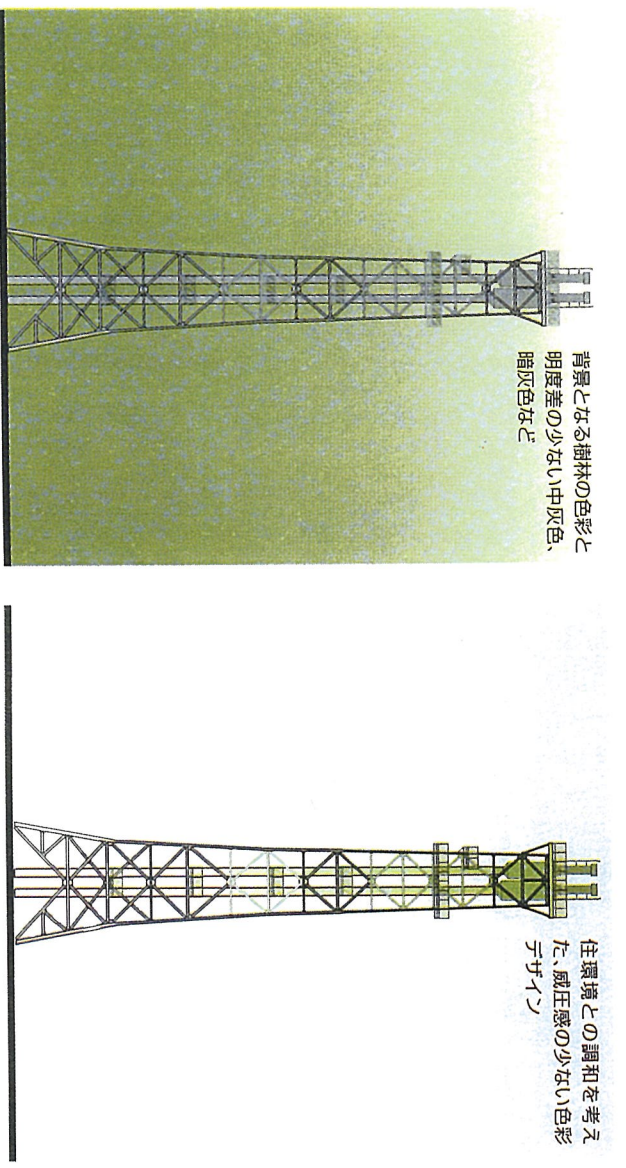 背景となる樹林の色彩と
明度差の少ない中灰色、
暗灰色など
住環境との調和を考え
た、威圧感の少ない色彩
デザイン